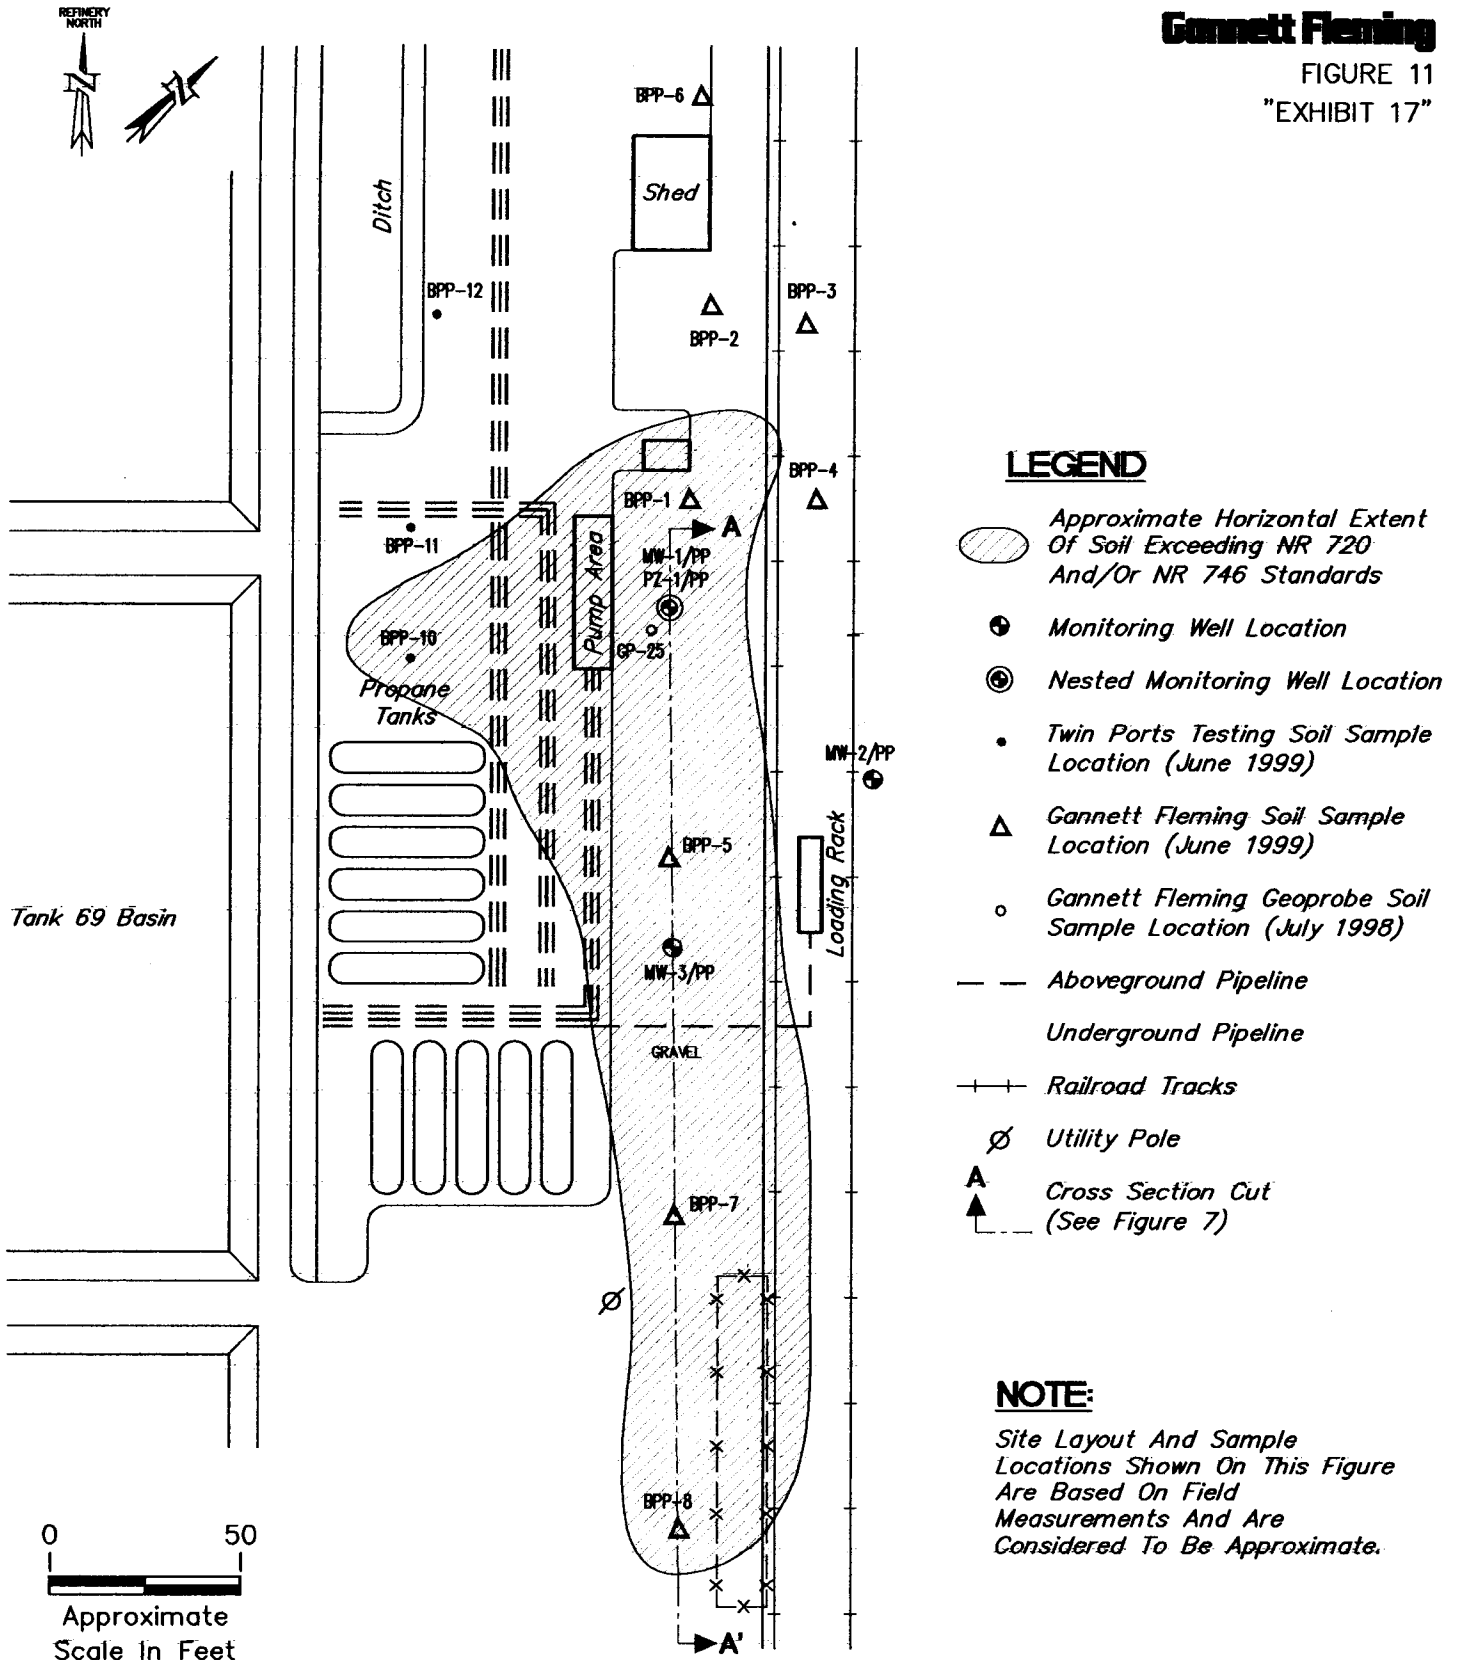 REFINERY
NORTH
N
N
Gannett Fleming
FIGURE 11
"EXHIBIT 17"
BPP-6
Shed
Ditch
BPP-12
BPP-3
BPP-2
BPP-4
BPP-1
A
BPP-11
MW-1/PP
PZ-1/PP
Pump Area
BPP-10
GP-25
Propane
Tanks
MW-2/PP
BPP-5
Loading Rack
Tank 69 Basin
MW-3/PP
GRAVEL
BPP-7
BPP-8
A'
LEGEND
Approximate Horizontal Extent
Of Soil Exceeding NR 720
And/Or NR 746 Standards
Monitoring Well Location
Nested Monitoring Well Location
Twin Ports Testing Soil Sample
Location (June 1999)
Gannett Fleming Soil Sample
Location (June 1999)
Gannett Fleming Geoprobe Soil
Sample Location (July 1998)
Aboveground Pipeline
Underground Pipeline
Railroad Tracks
Utility Pole
A
Cross Section Cut
(See Figure 7)
NOTE:
Site Layout And Sample
Locations Shown On This Figure
Are Based On Field
Measurements And Are
Considered To Be Approximate.
0 50
Approximate
Scale In Feet